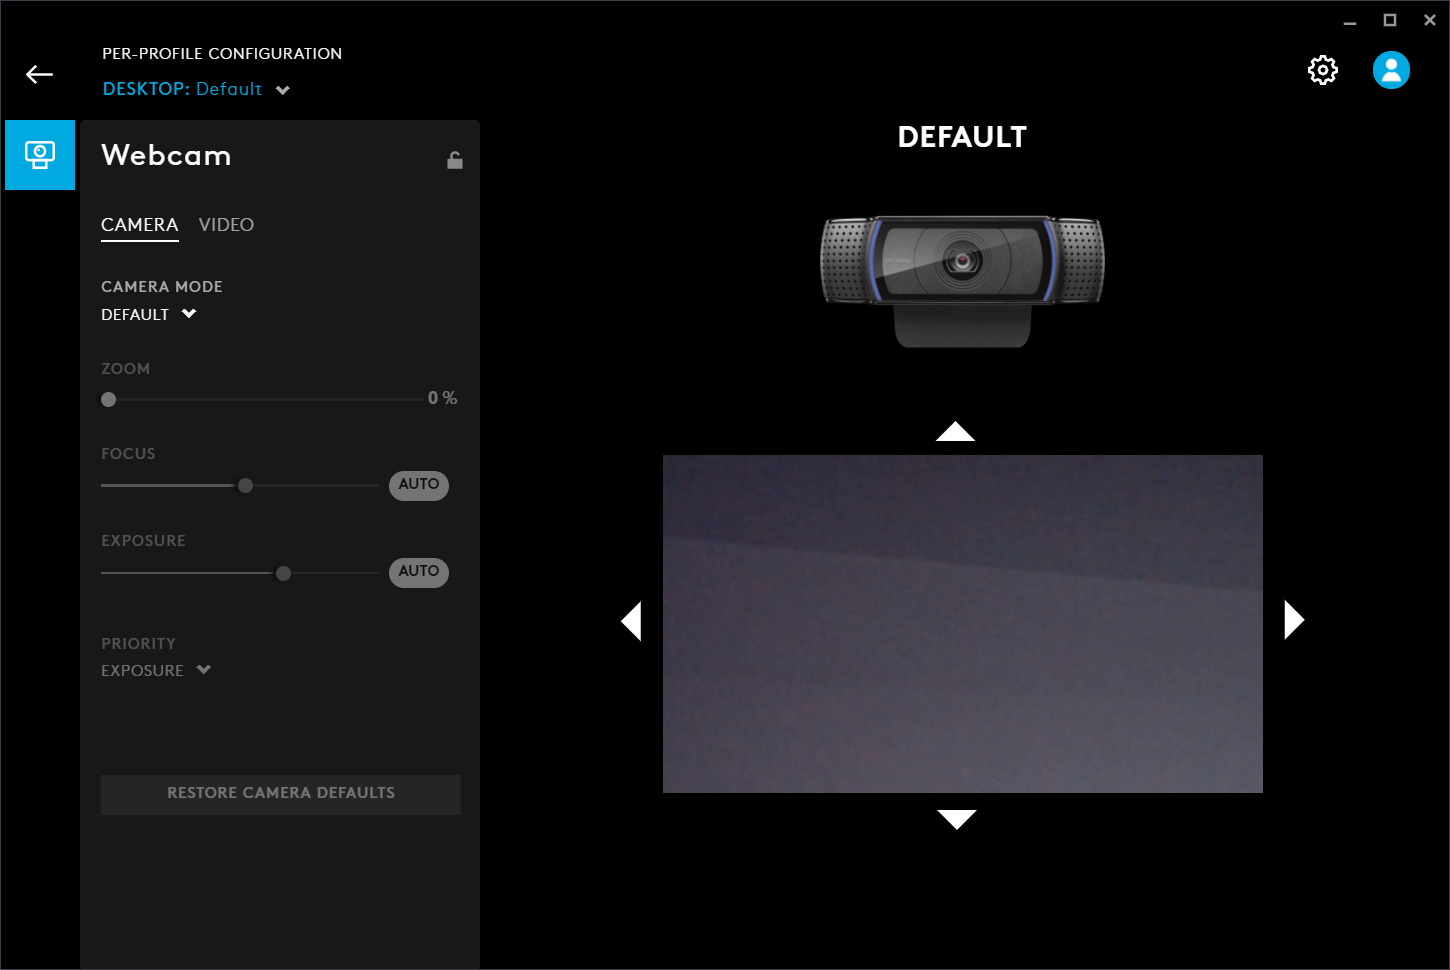 PER-PROFILE CONFIGURATION
DESKTOP: Default
Webcam
CAMERA VIDEO
CAMERA MODE
DEFAULT
ZOOM
0 %
FOCUS
AUTO
EXPOSURE
AUTO
PRIORITY
EXPOSURE
RESTORE CAMERA DEFAULTS
DEFAULT